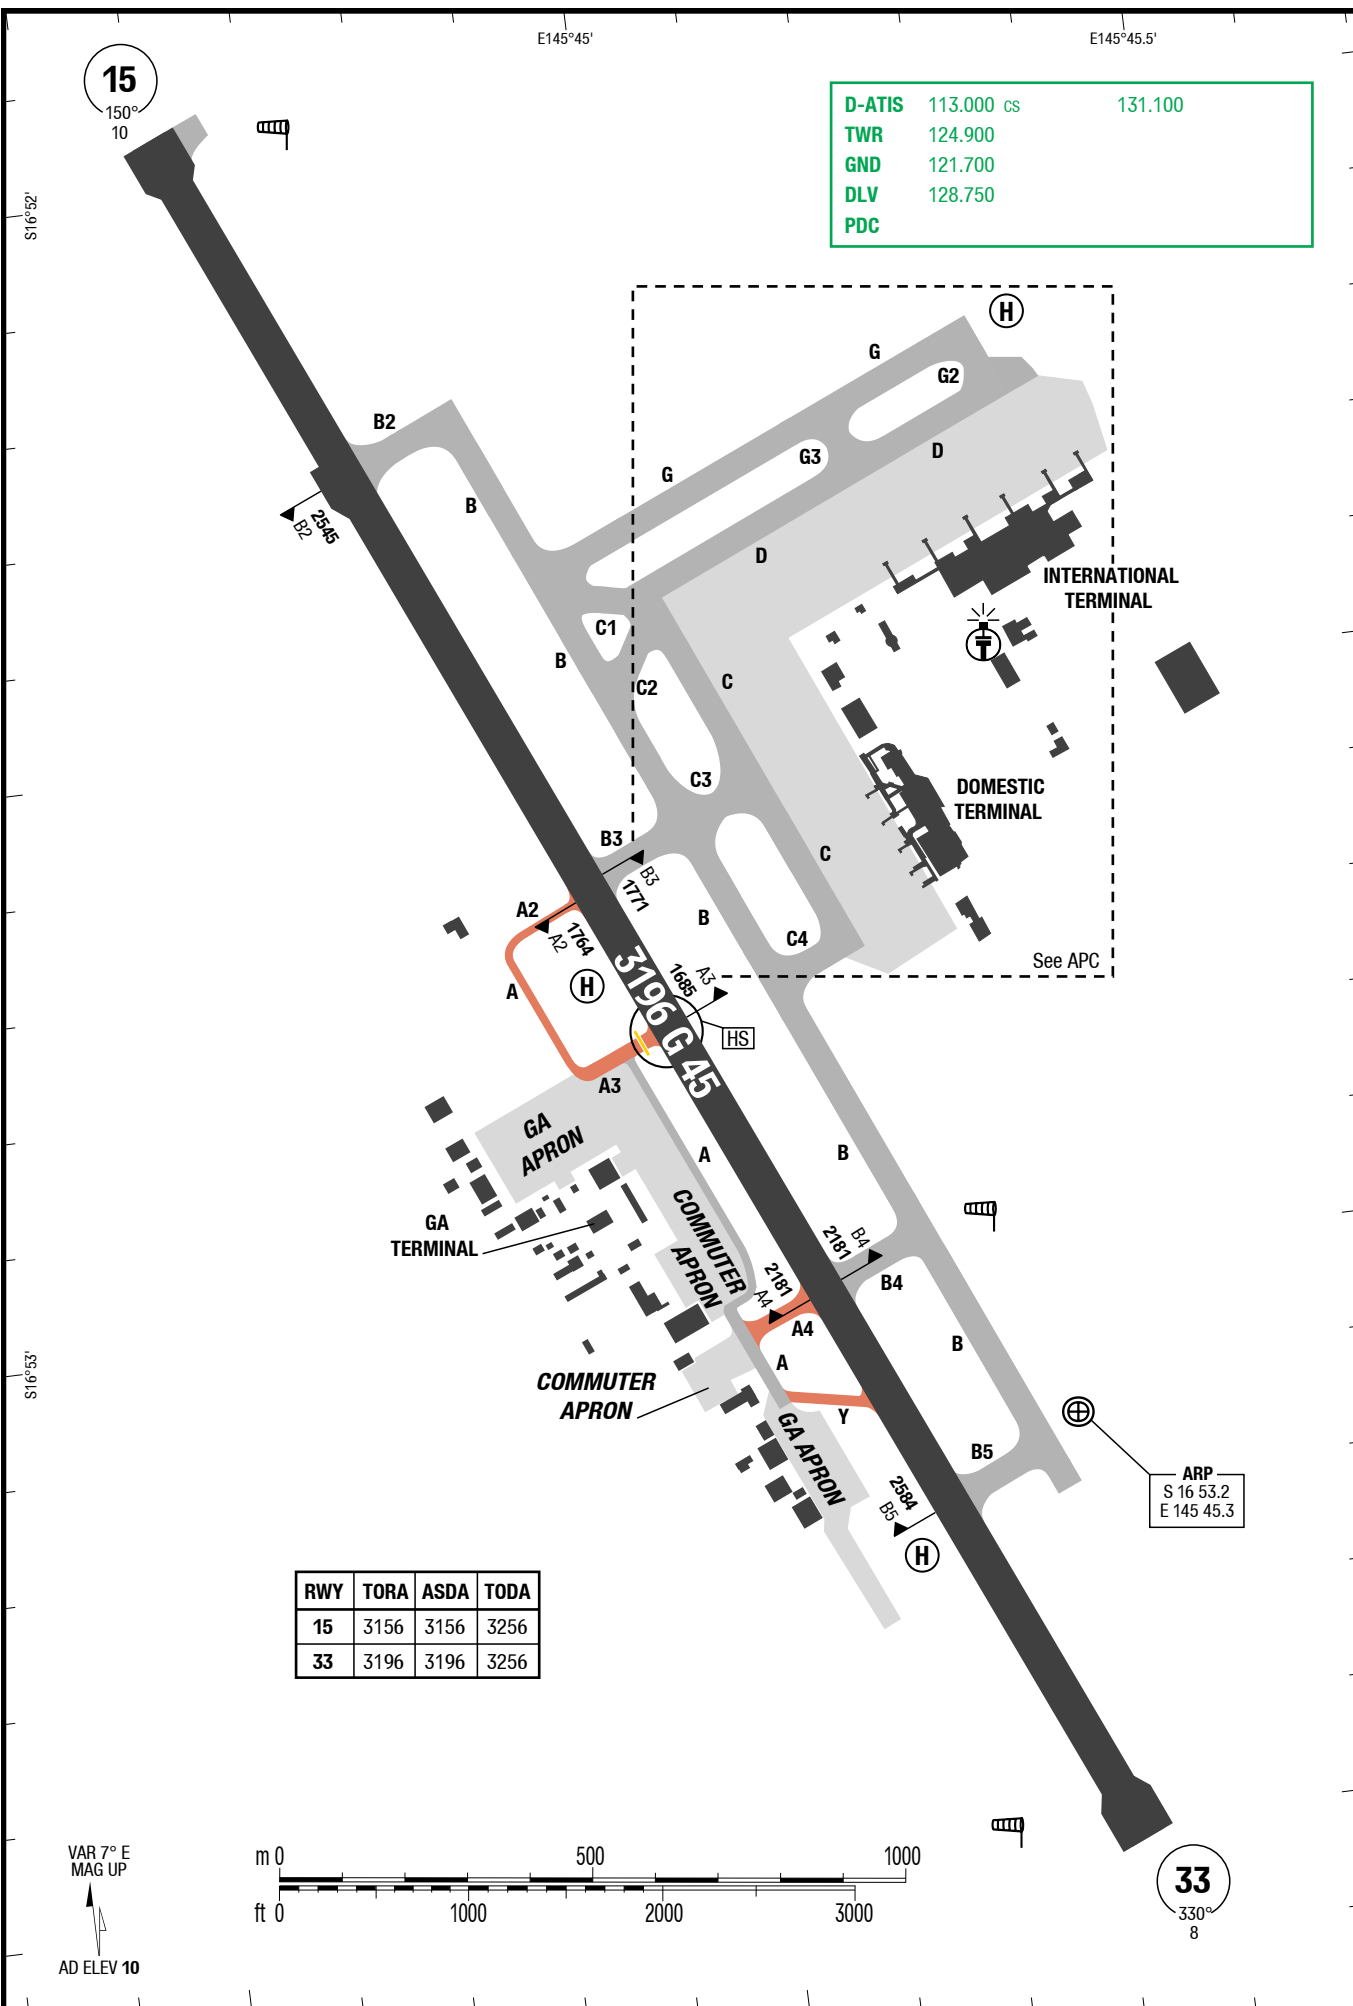 E145°45'
E145°45.5'
15
150°
10
D-ATIS 113.000 CS 131.100
TWR 124.900
GND 121.700
DLV 128.750
PDC
S16°52'
H
G
G2
B2
D
G3
G
B
2545
B2
D
INTERNATIONAL
TERMINAL
C1
B
C
C2
C3
DOMESTIC
TERMINAL
B3
C
B3
1771
A2
B
A2
1764
C4
See APC
1685
A3
H
A
3196 G 45
HS
A3
GA
APRON
A
B
COMMUTER
APRON
GA
TERMINAL
2181
B4
2181
A4
B4
A4
B
A
S16°53'
COMMUTER
APRON
Y
GA APRON
B5
2584
B5
ARP
S 16 53.2
E 145 45.3
H
RWY TORA ASDA TODA
15 3156 3156 3256
33 3196 3196 3256
VAR 7° E
MAG UP
m 0 500 1000
ft 0 1000 2000 3000
33
330°
8
AD ELEV 10